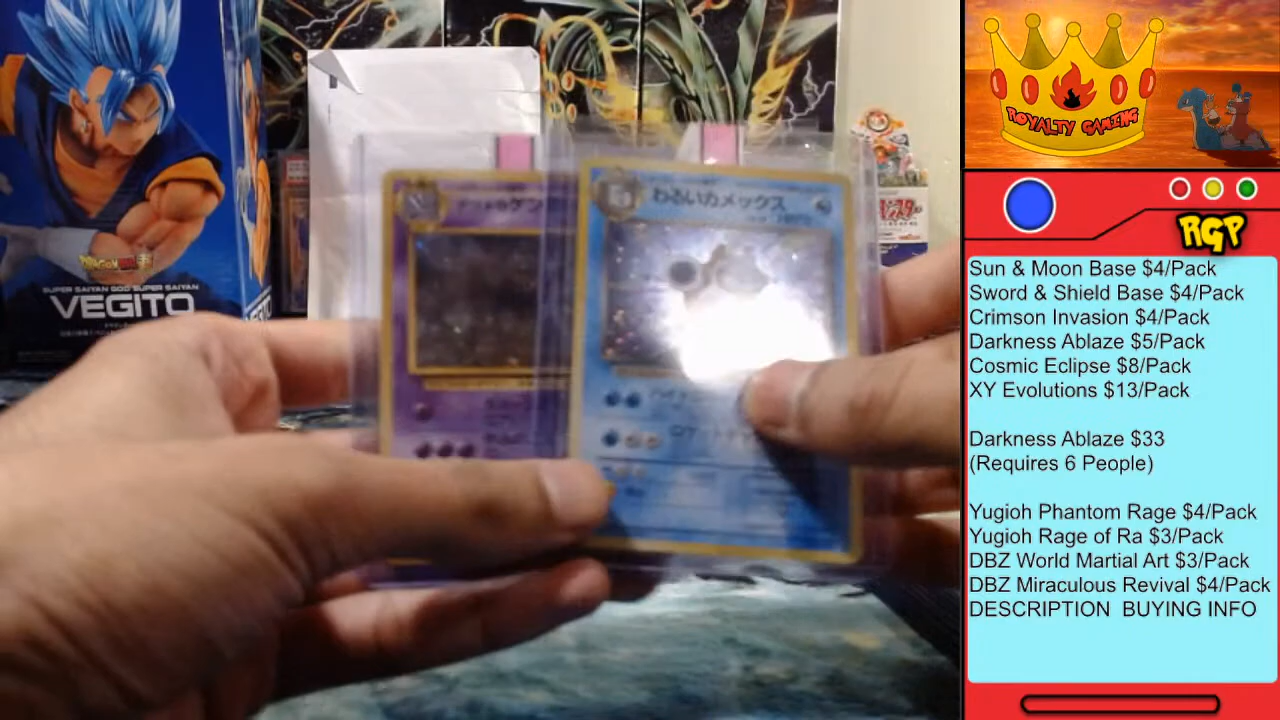 SUPER SAIYAN GOD SUPER SAIYAN
VEGITO
わるいカメックス
ROYALTY GAMING
RGP
Sun & Moon Base $4/Pack
Sword & Shield Base $4/Pack
Crimson Invasion $4/Pack
Darkness Ablaze $5/Pack
Cosmic Eclipse $8/Pack
XY Evolutions $13/Pack
Darkness Ablaze $33
(Requires 6 People)
Yugioh Phantom Rage $4/Pack
Yugioh Rage of Ra $3/Pack
DBZ World Martial Art $3/Pack
DBZ Miraculous Revival $4/Pack
DESCRIPTION BUYING INFO